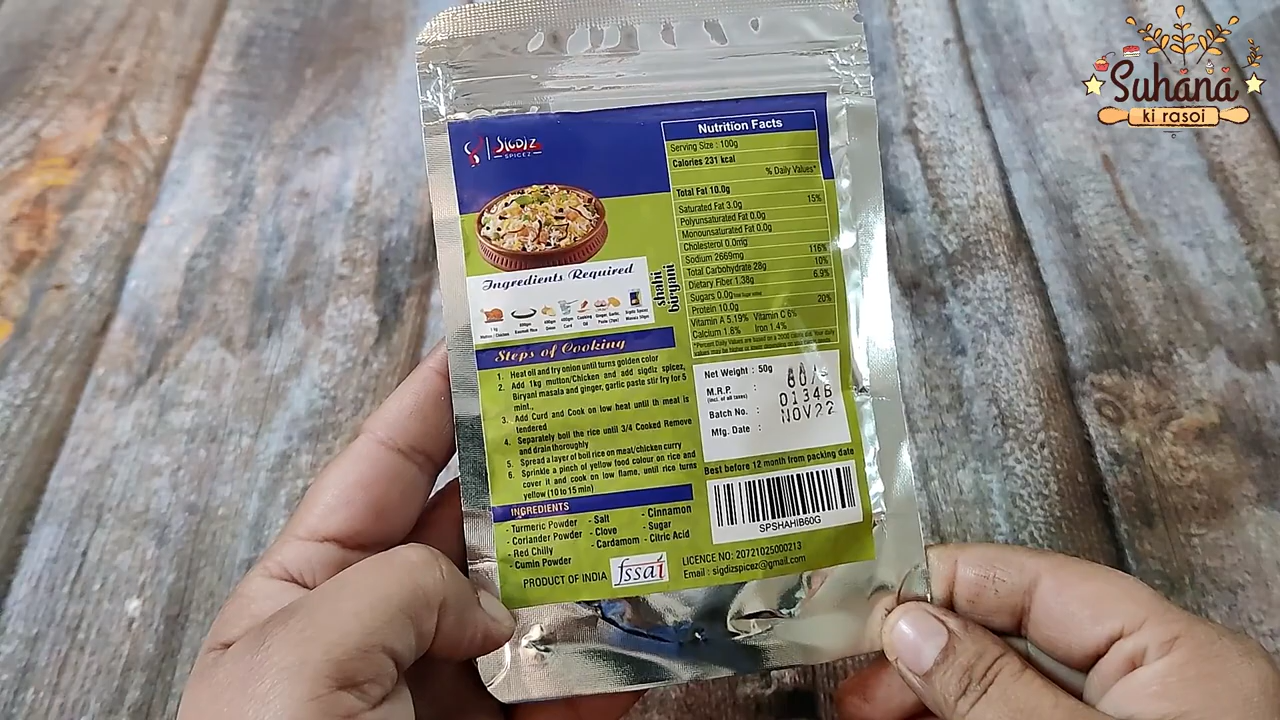 Suhana
ki rasoi
SIGDIZ
SPICEZ
Ingredients Required
shahi
biryani
Steps of Cooking
1. Heat oil and fry onion until turns golden color
2. Add 1kg mutton/Chicken and add sigdiz spicez,
Biryani masala and ginger, garlic paste stir fry for 5
mint.,
3. Add Curd and Cook on low heat until th meat is
tendered
4. Separately boil the rice until 3/4 Cooked Remove
and drain thoroughly
5. Spread a layer of boil rice on meat/chicken curry
6. Sprinkle a pinch of yellow food colour on rice and
cover it and cook on low flame, until rice turns
yellow (10 to 15 min)
INGREDIENTS
- Turmeric Powder - Salt - Cinnamon
- Coriander Powder - Clove - Sugar
- Red Chilly - Cardamom - Citric Acid
- Cumin Powder
PRODUCT OF INDIA fssai
Nutrition Facts
Serving Size : 100g
Calories 231 kcal
% Daily Values*
Total Fat 10.0g 15%
Saturated Fat 3.0g
Polyunsaturated Fat 0.0g
Monounsaturated Fat 0.0g
Cholesterol 0.0mg
Sodium 2669mg 116%
Total Carbohydrate 28g 10%
Dietary Fiber 1.38g 6.9%
Sugars 0.0g
Protein 10.0g 20%
Vitamin A 5.19% Vitamin C 6%
Calcium 1.8% Iron 1.4%
Net Weight : 50g
M.R.P. : 60/-
(incl. of all taxes)
Batch No. : 0134B
Mfg. Date : NOV22
Best before 12 month from packing date
SPSHAHIB60G
LICENCE NO: 20721025000213
Email : sigdizspicez@gmail.com